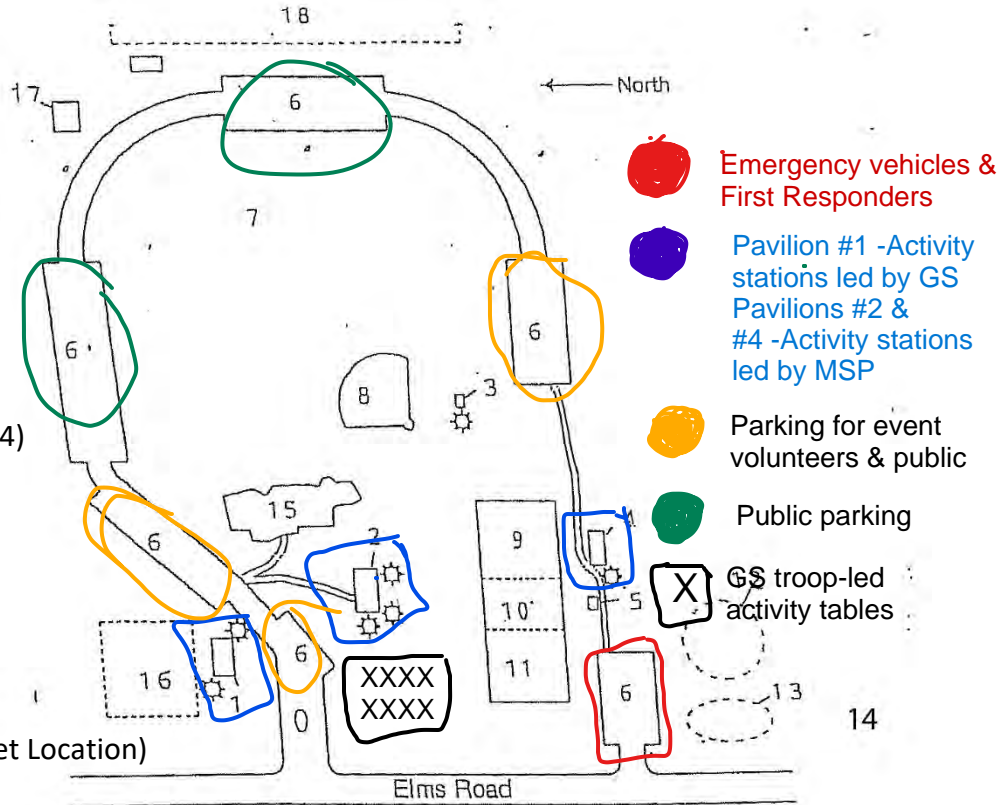 18
17
6
North
7
Emergency vehicles &
First Responders
Pavilion #1 -Activity
stations led by GS
Pavilions #2 &
#4 -Activity stations
led by MSP
6
6
8
3
4)
Parking for event
volunteers & public
15
Public parking
6
2
9
X
GS troop-led
activity tables
10
5
6
16
1
XXXX
XXXX
11
6
13
0
14
et Location)
Elms Road